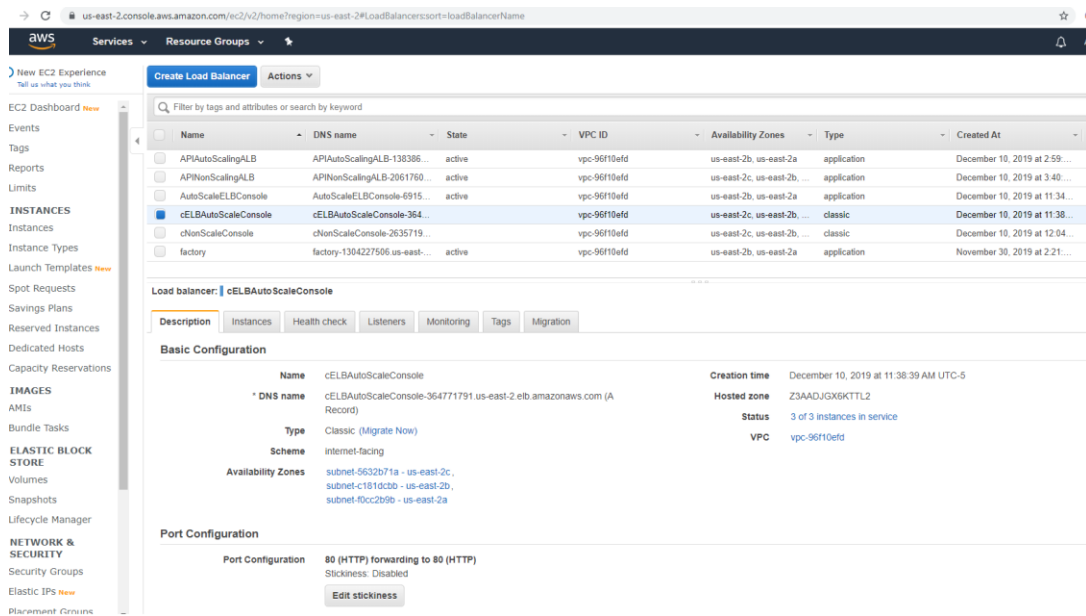 us-east-2.console.aws.amazon.com/ec2/v2/home?region=us-east-2#LoadBalancers:sort=loadBalancerName
aws Services Resource Groups
New EC2 Experience
Tell us what you think
EC2 Dashboard New
Events
Tags
Reports
Limits
INSTANCES
Instances
Instance Types
Launch Templates New
Spot Requests
Savings Plans
Reserved Instances
Dedicated Hosts
Capacity Reservations
IMAGES
AMIs
Bundle Tasks
ELASTIC BLOCK
STORE
Volumes
Snapshots
Lifecycle Manager
NETWORK &
SECURITY
Security Groups
Elastic IPs New
Placement Groups
Create Load Balancer Actions
Filter by tags and attributes or search by keyword
Name DNS name State VPC ID Availability Zones Type Created At
APIAutoScalingALB APIAutoScalingALB-138386... active vpc-96f10efd us-east-2b, us-east-2a application December 10, 2019 at 2:59:...
APINonScalingALB APINonScalingALB-2061760... active vpc-96f10efd us-east-2c, us-east-2b, ... application December 10, 2019 at 3:40:...
AutoScaleELBConsole AutoScaleELBConsole-6915... active vpc-96f10efd us-east-2b, us-east-2a application December 10, 2019 at 11:34...
cELBAutoScaleConsole cELBAutoScaleConsole-364... vpc-96f10efd us-east-2c, us-east-2b, ... classic December 10, 2019 at 11:38...
cNonScaleConsole cNonScaleConsole-2635719... vpc-96f10efd us-east-2c, us-east-2b, ... classic December 10, 2019 at 12:04...
factory factory-1304227506.us-east-... active vpc-96f10efd us-east-2b, us-east-2a application November 30, 2019 at 2:21:...
Load balancer: cELBAutoScaleConsole
Description Instances Health check Listeners Monitoring Tags Migration
Basic Configuration
Name cELBAutoScaleConsole
* DNS name cELBAutoScaleConsole-364771791.us-east-2.elb.amazonaws.com (A
Record)
Type Classic (Migrate Now)
Scheme internet-facing
Availability Zones subnet-5632b71a - us-east-2c,
subnet-c181dcbb - us-east-2b,
subnet-f0cc2b9b - us-east-2a
Creation time December 10, 2019 at 11:38:39 AM UTC-5
Hosted zone Z3AADJGX6KTTL2
Status 3 of 3 instances in service
VPC vpc-96f10efd
Port Configuration
Port Configuration 80 (HTTP) forwarding to 80 (HTTP)
Stickiness: Disabled
Edit stickiness